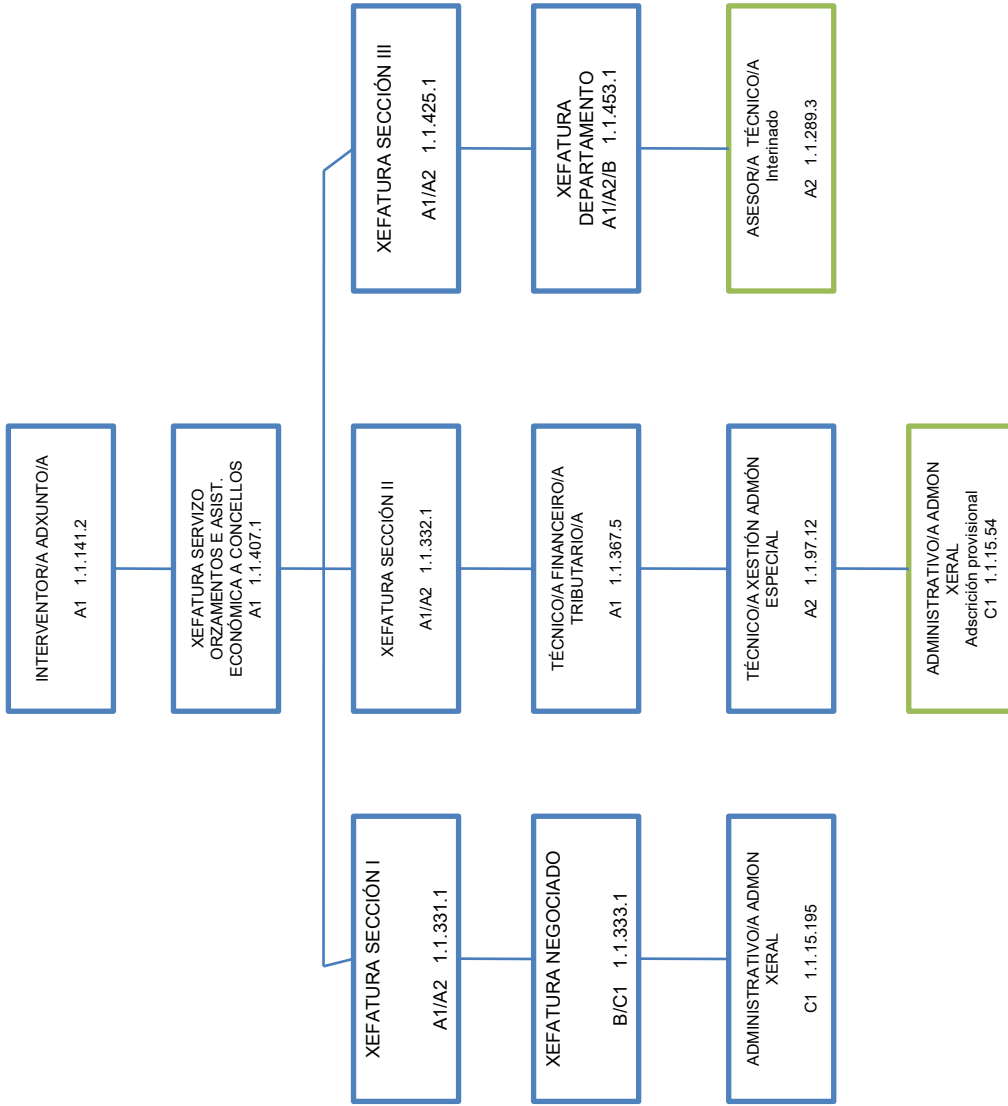 INTERVENTOR/A ADXUNTO/A
A1 1.1.141.2
XEFATURA SERVIZO
ORZAMENTOS E ASIST.
ECONÓMICA A CONCELLOS
A1 1.1.407.1
XEFATURA SECCIÓN I
A1/A2 1.1.331.1
XEFATURA NEGOCIADO
B/C1 1.1.333.1
ADMINISTRATIVO/A ADMON
XERAL
C1 1.1.15.195
XEFATURA SECCIÓN II
A1/A2 1.1.332.1
TÉCNICO/A FINANCEIRO/A
TRIBUTARIO/A
A1 1.1.367.5
TÉCNICO/A XESTIÓN ADMÓN
ESPECIAL
A2 1.1.97.12
ADMINISTRATIVO/A ADMON
XERAL
Adscrición provisional
C1 1.1.15.54
XEFATURA SECCIÓN III
A1/A2 1.1.425.1
XEFATURA
DEPARTAMENTO
A1/A2/B 1.1.453.1
ASESOR/A TÉCNICO/A
Interinado
A2 1.1.289.3